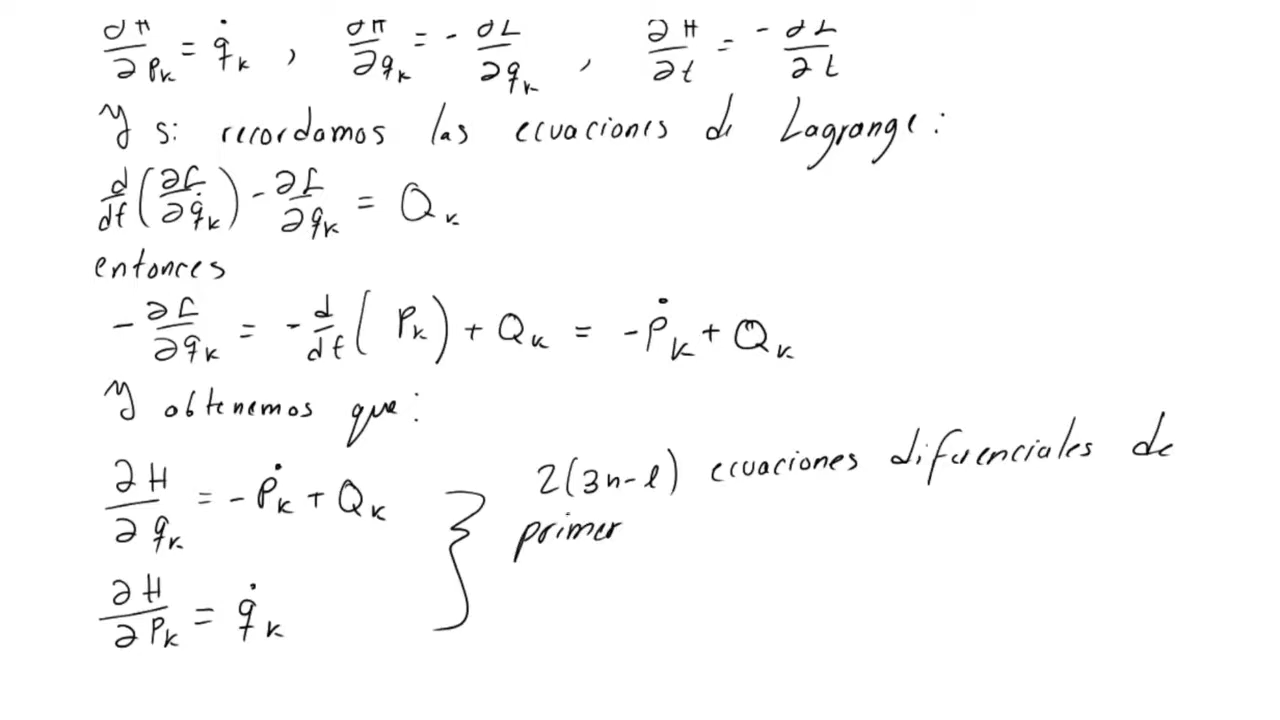 ∂H/∂p_k = q̇_k , ∂H/∂q_k = - ∂L/∂q_k , ∂H/∂t = - ∂L/∂t
Y si recordamos las ecuaciones de Lagrange:
d/dt (∂L/∂q̇_k) - ∂L/∂q_k = Q_k
entonces
- ∂L/∂q_k = - d/dt ( P_k ) + Q_k = - Ṗ_k + Q_k
Y obtenemos que:
∂H/∂q_k = - Ṗ_k + Q_k
∂H/∂P_k = q̇_k
} 2(3n-l) ecuaciones diferenciales de
primer